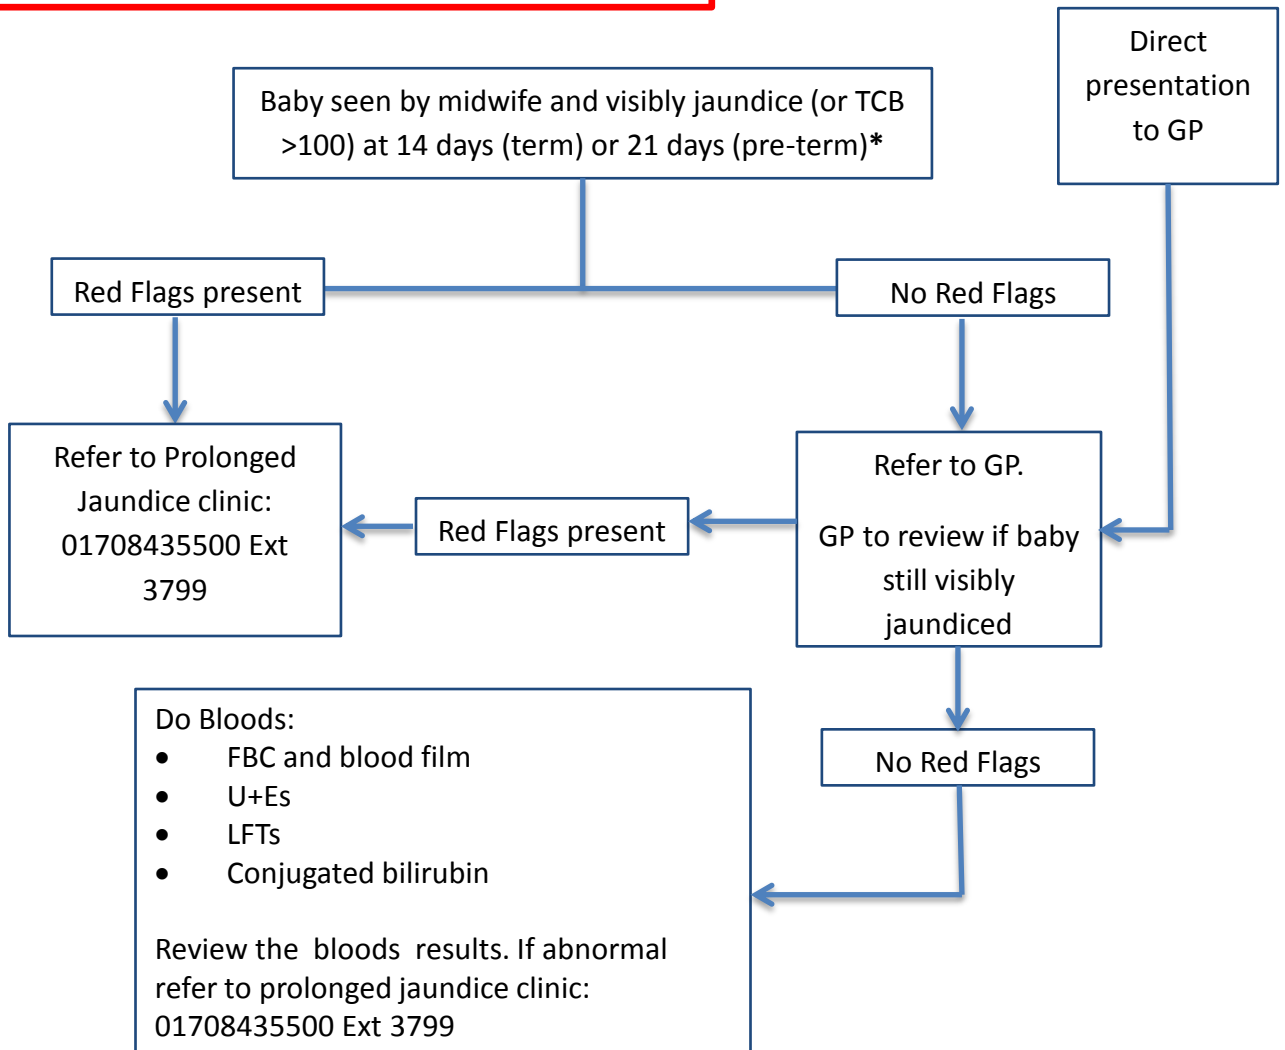 Direct
presentation
to GP
Baby seen by midwife and visibly jaundice (or TCB
>100) at 14 days (term) or 21 days (pre-term)*
Red Flags present
No Red Flags
Refer to Prolonged
Jaundice clinic:
01708435500 Ext
3799
Red Flags present
Refer to GP.
GP to review if baby
still visibly
jaundiced
No Red Flags
Do Bloods:
• FBC and blood film
• U+Es
• LFTs
• Conjugated bilirubin
Review the bloods results. If abnormal
refer to prolonged jaundice clinic:
01708435500 Ext 3799